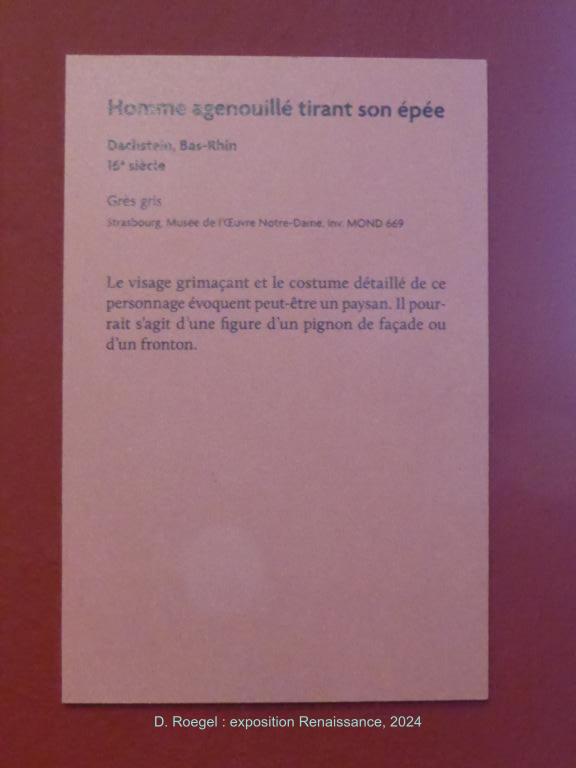 Homme agenouillé tirant son épée
Dachstein, Bas-Rhin
16e siècle
Grès gris
Strasbourg, Musée de l'Œuvre Notre-Dame, Inv. MOND 669
Le visage grimaçant et le costume détaillé de ce
personnage évoquent peut-être un paysan. Il pour-
rait s'agit d'une figure d'un pignon de façade ou
d'un fronton.
D. Roegel : exposition Renaissance, 2024